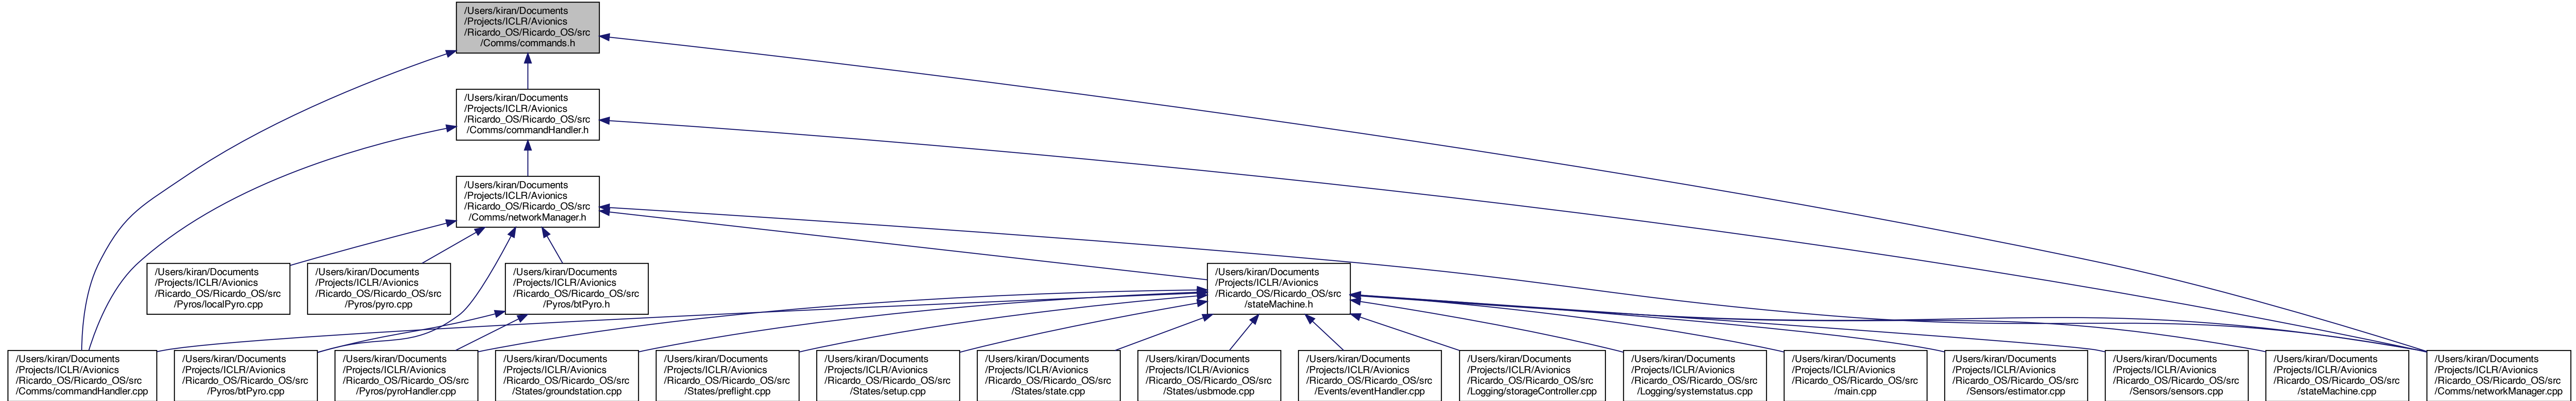 /Users/kiran/Documents
/Projects/ICLR/Avionics
/Ricardo_OS/Ricardo_OS/src
/Comms/commands.h
/Users/kiran/Documents
/Projects/ICLR/Avionics
/Ricardo_OS/Ricardo_OS/src
/Comms/commandHandler.h
/Users/kiran/Documents
/Projects/ICLR/Avionics
/Ricardo_OS/Ricardo_OS/src
/Comms/networkManager.h
/Users/kiran/Documents
/Projects/ICLR/Avionics
/Ricardo_OS/Ricardo_OS/src
/Pyros/localPyro.cpp
/Users/kiran/Documents
/Projects/ICLR/Avionics
/Ricardo_OS/Ricardo_OS/src
/Pyros/pyro.cpp
/Users/kiran/Documents
/Projects/ICLR/Avionics
/Ricardo_OS/Ricardo_OS/src
/Pyros/btPyro.h
/Users/kiran/Documents
/Projects/ICLR/Avionics
/Ricardo_OS/Ricardo_OS/src
/stateMachine.h
/Users/kiran/Documents
/Projects/ICLR/Avionics
/Ricardo_OS/Ricardo_OS/src
/Comms/commandHandler.cpp
/Users/kiran/Documents
/Projects/ICLR/Avionics
/Ricardo_OS/Ricardo_OS/src
/Pyros/btPyro.cpp
/Users/kiran/Documents
/Projects/ICLR/Avionics
/Ricardo_OS/Ricardo_OS/src
/Pyros/pyroHandler.cpp
/Users/kiran/Documents
/Projects/ICLR/Avionics
/Ricardo_OS/Ricardo_OS/src
/States/groundstation.cpp
/Users/kiran/Documents
/Projects/ICLR/Avionics
/Ricardo_OS/Ricardo_OS/src
/States/preflight.cpp
/Users/kiran/Documents
/Projects/ICLR/Avionics
/Ricardo_OS/Ricardo_OS/src
/States/setup.cpp
/Users/kiran/Documents
/Projects/ICLR/Avionics
/Ricardo_OS/Ricardo_OS/src
/States/state.cpp
/Users/kiran/Documents
/Projects/ICLR/Avionics
/Ricardo_OS/Ricardo_OS/src
/States/usbmode.cpp
/Users/kiran/Documents
/Projects/ICLR/Avionics
/Ricardo_OS/Ricardo_OS/src
/Events/eventHandler.cpp
/Users/kiran/Documents
/Projects/ICLR/Avionics
/Ricardo_OS/Ricardo_OS/src
/Logging/storageController.cpp
/Users/kiran/Documents
/Projects/ICLR/Avionics
/Ricardo_OS/Ricardo_OS/src
/Logging/systemstatus.cpp
/Users/kiran/Documents
/Projects/ICLR/Avionics
/Ricardo_OS/Ricardo_OS/src
/main.cpp
/Users/kiran/Documents
/Projects/ICLR/Avionics
/Ricardo_OS/Ricardo_OS/src
/Sensors/estimator.cpp
/Users/kiran/Documents
/Projects/ICLR/Avionics
/Ricardo_OS/Ricardo_OS/src
/Sensors/sensors.cpp
/Users/kiran/Documents
/Projects/ICLR/Avionics
/Ricardo_OS/Ricardo_OS/src
/stateMachine.cpp
/Users/kiran/Documents
/Projects/ICLR/Avionics
/Ricardo_OS/Ricardo_OS/src
/Comms/networkManager.cpp